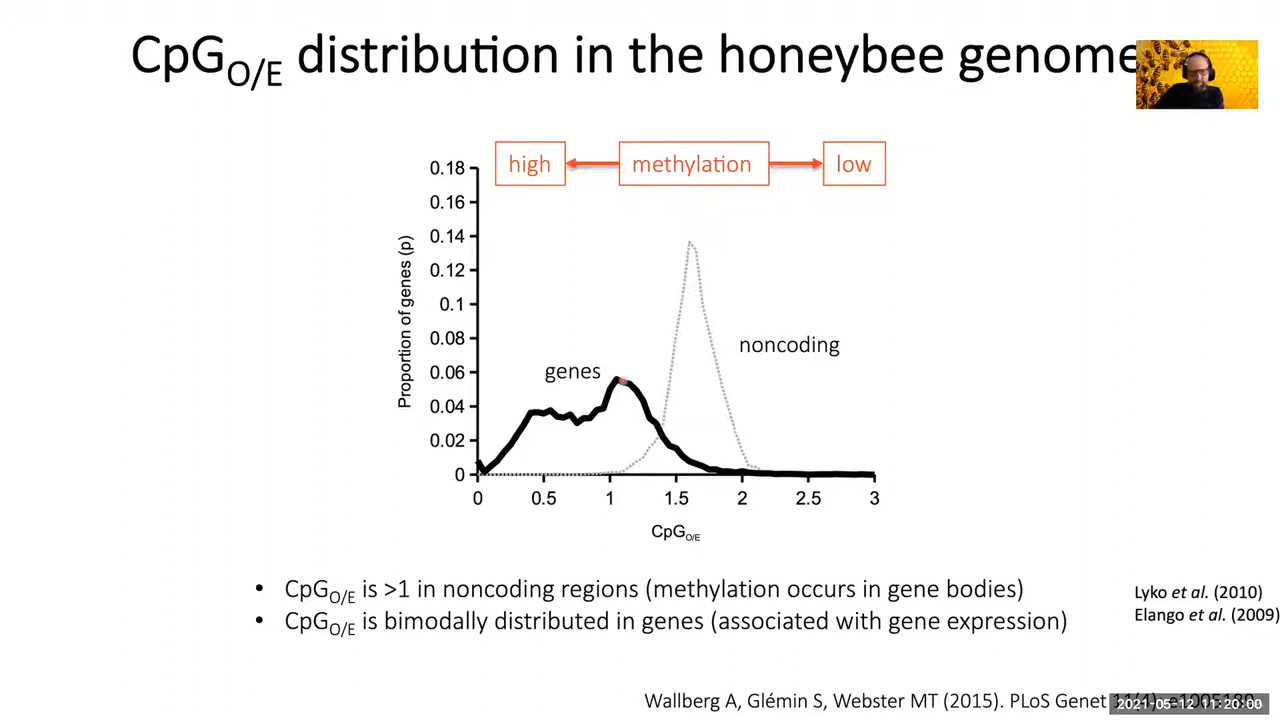 CpG_O/E distribution in the honeybee genome
high methylation low
0.18
0.16
0.14
0.12
0.1
0.08
0.06
0.04
0.02
0
Proportion of genes (p)
genes
noncoding
0 0.5 1 1.5 2 2.5 3
CpG_O/E
• CpG_O/E is >1 in noncoding regions (methylation occurs in gene bodies)
• CpG_O/E is bimodally distributed in genes (associated with gene expression)
Lyko et al. (2010)
Elango et al. (2009)
Wallberg A, Glémin S, Webster MT (2015). PLoS Genet
2021-05-12 11:20:00